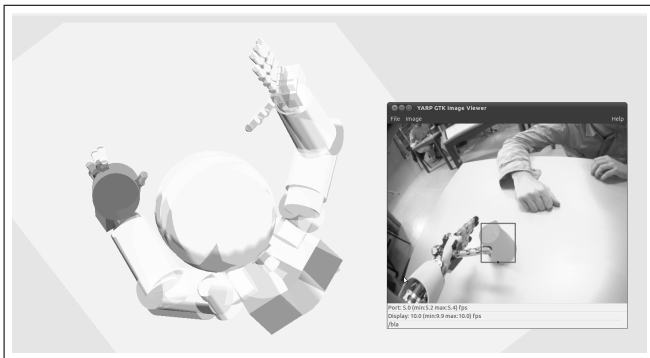 YARP GTK Image Viewer
File Image Help
Port: 5.0 (min:5.2 max:5.4) fps
Display: 10.0 (min:9.9 max:10.0) fps
/bla